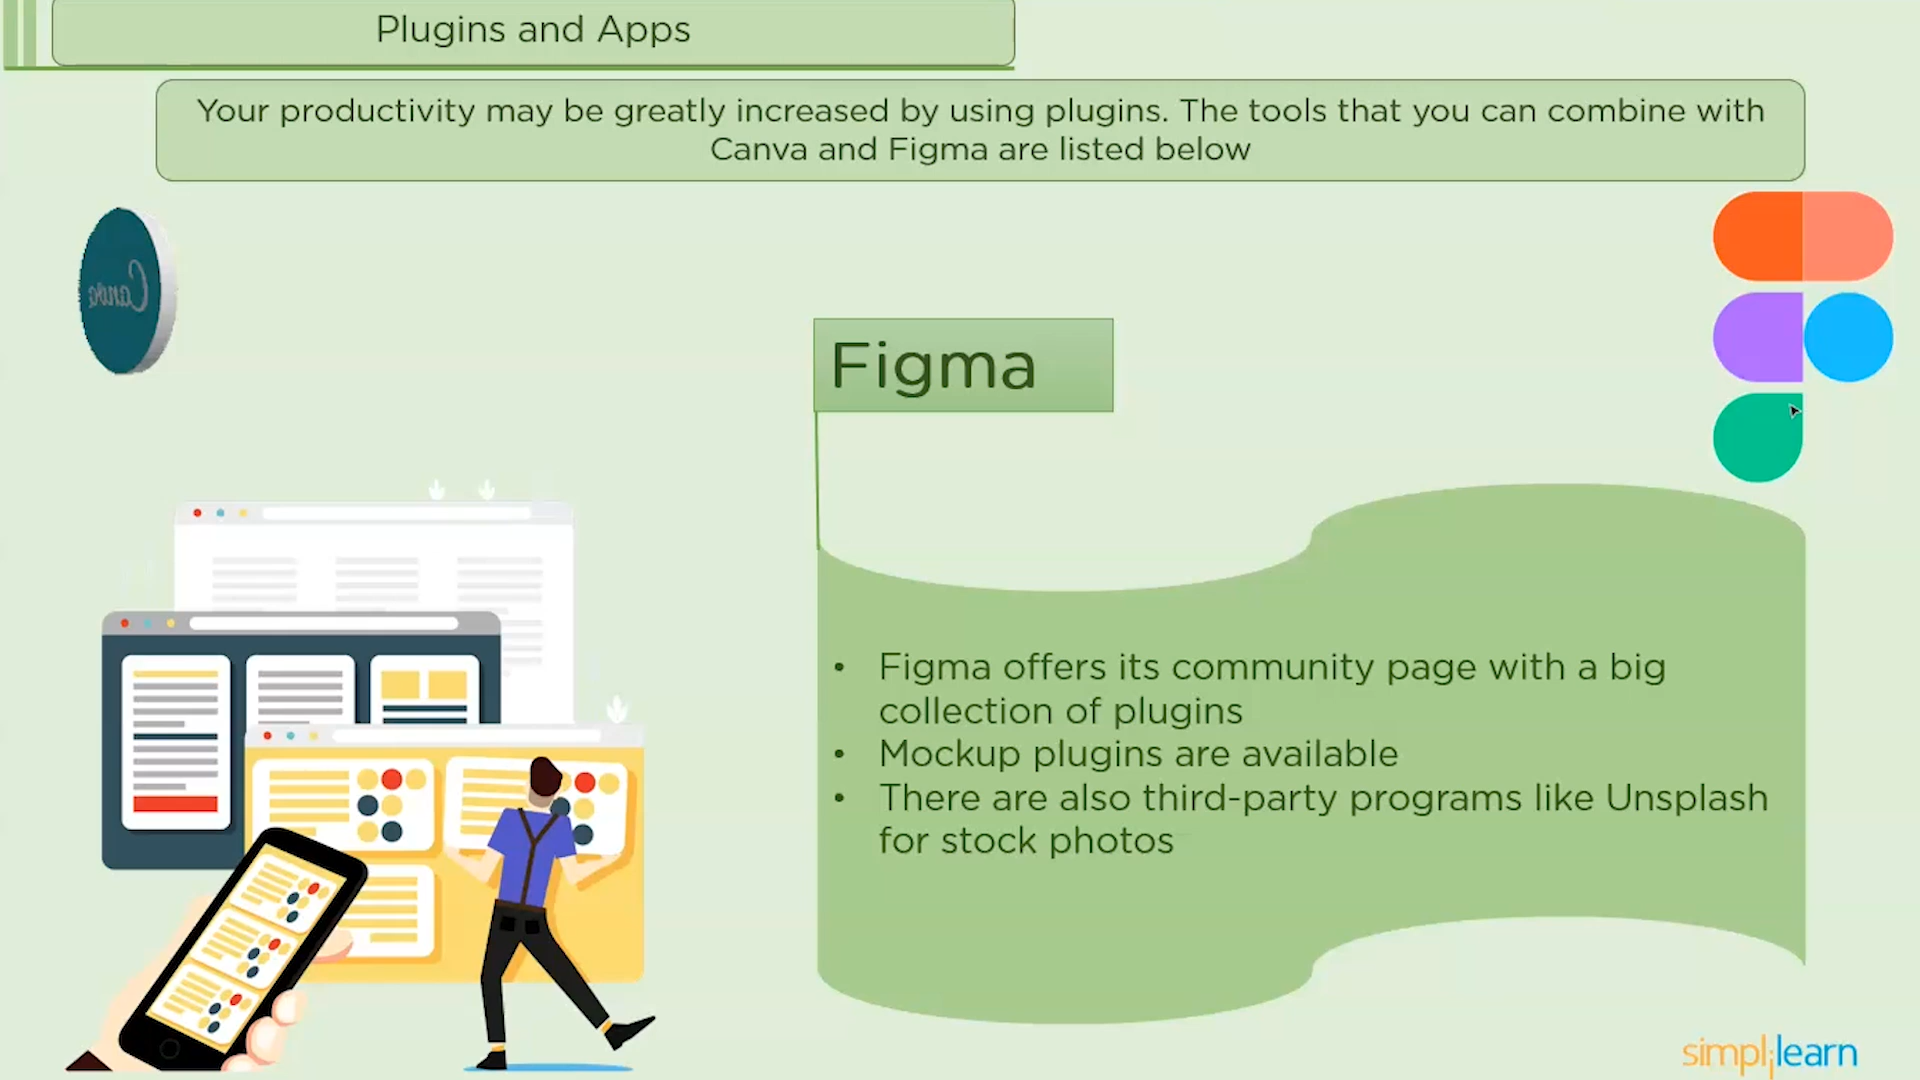 Plugins and Apps
Your productivity may be greatly increased by using plugins. The tools that you can combine with
Canva and Figma are listed below
Canva
Figma
• Figma offers its community page with a big
collection of plugins
• Mockup plugins are available
• There are also third-party programs like Unsplash
for stock photos
simplilearn